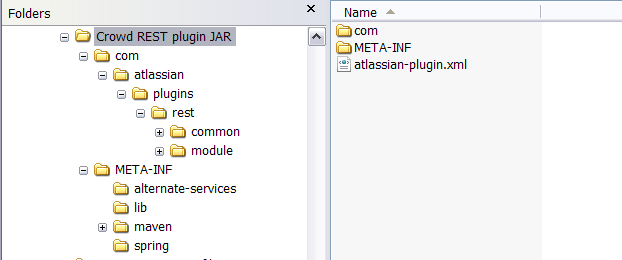 Folders
Crowd REST plugin JAR
com
atlassian
plugins
rest
common
module
META-INF
alternate-services
lib
maven
spring
Name
com
META-INF
atlassian-plugin.xml